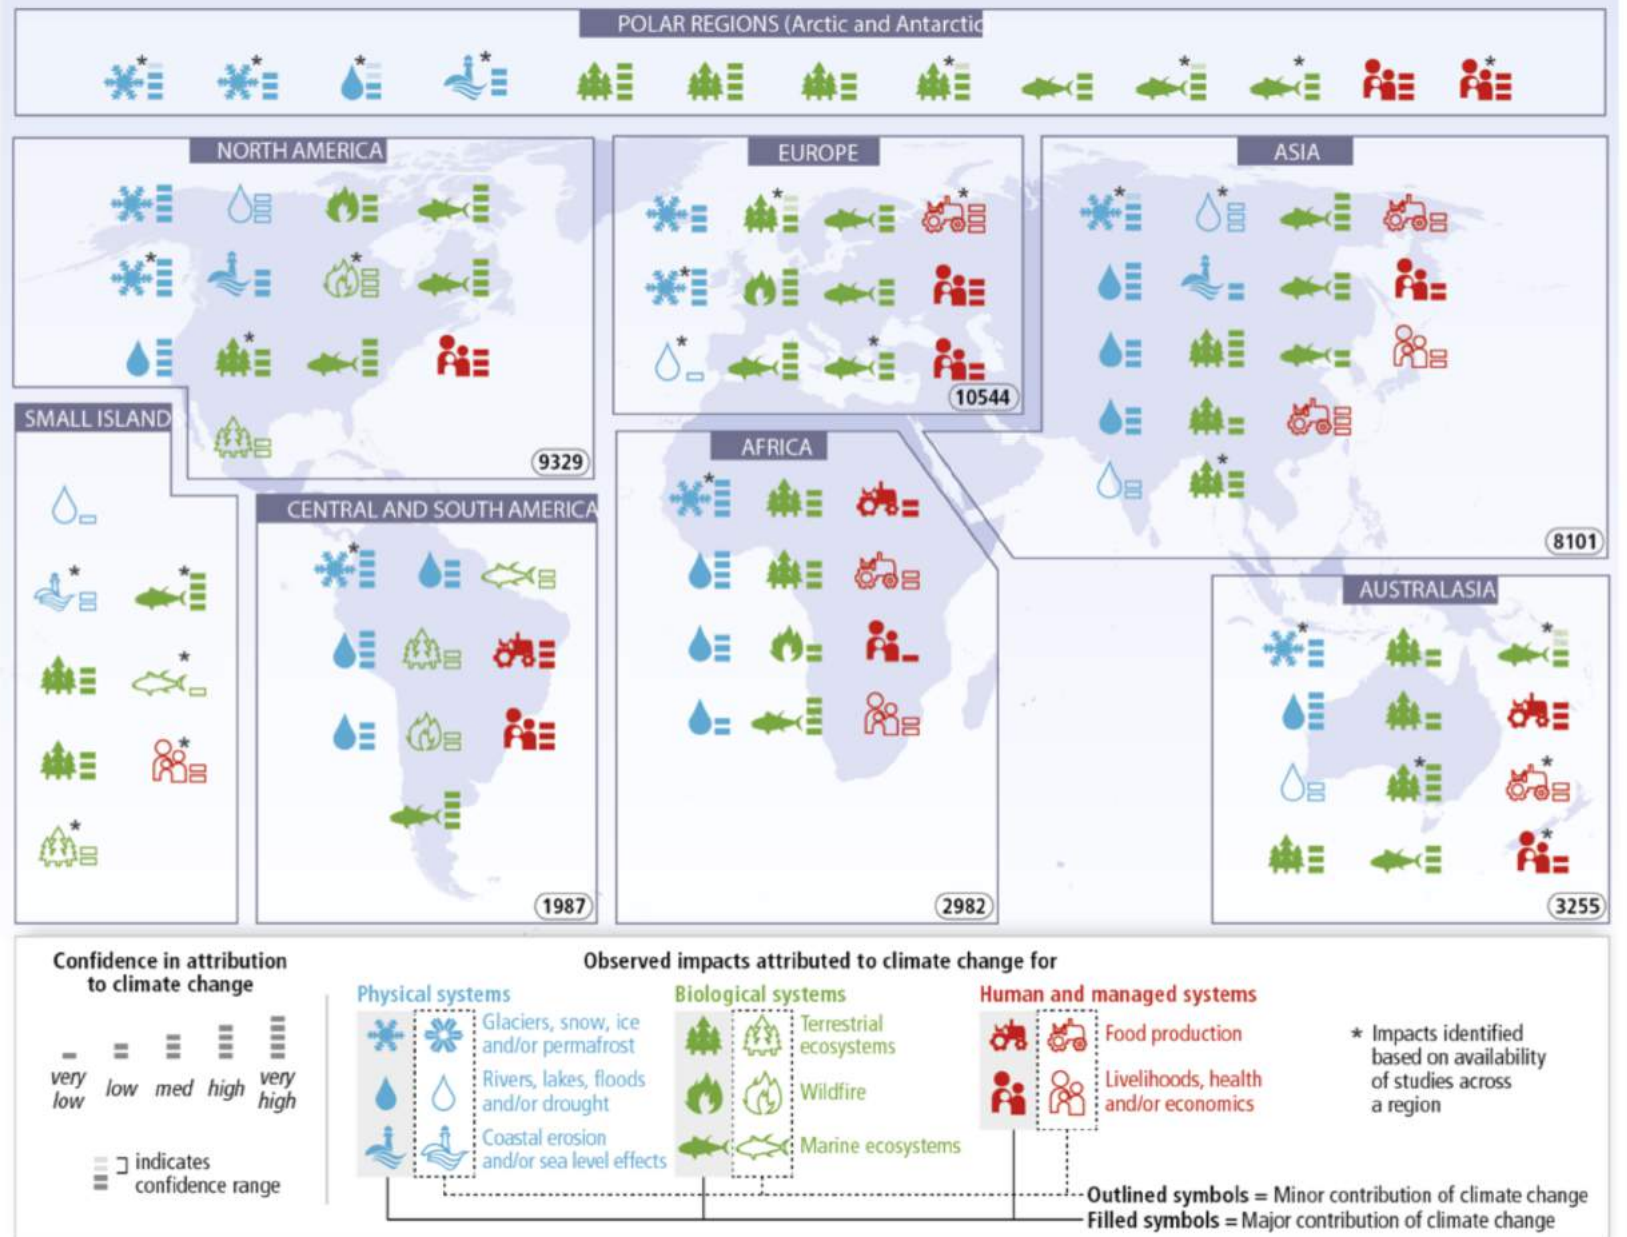 POLAR REGIONS (Arctic and Antarctic
* * * * * * * *
NORTH AMERICA
* * *
9329
EUROPE
* * * * *
10544
ASIA
* * *
8101
SMALL ISLAND
* * * * *
CENTRAL AND SOUTH AMERICA
*
1987
AFRICA
*
2982
AUSTRALASIA
* * * * *
3255
Confidence in attribution
to climate change
very
low
low
med
high
very
high
indicates
confidence range
Observed impacts attributed to climate change for
Physical systems
Glaciers, snow, ice
and/or permafrost
Rivers, lakes, floods
and/or drought
Coastal erosion
and/or sea level effects
Biological systems
Terrestrial
ecosystems
Wildfire
Marine ecosystems
Human and managed systems
Food production
Livelihoods, health
and/or economics
* Impacts identified
based on availability
of studies across
a region
Outlined symbols = Minor contribution of climate change
Filled symbols = Major contribution of climate change